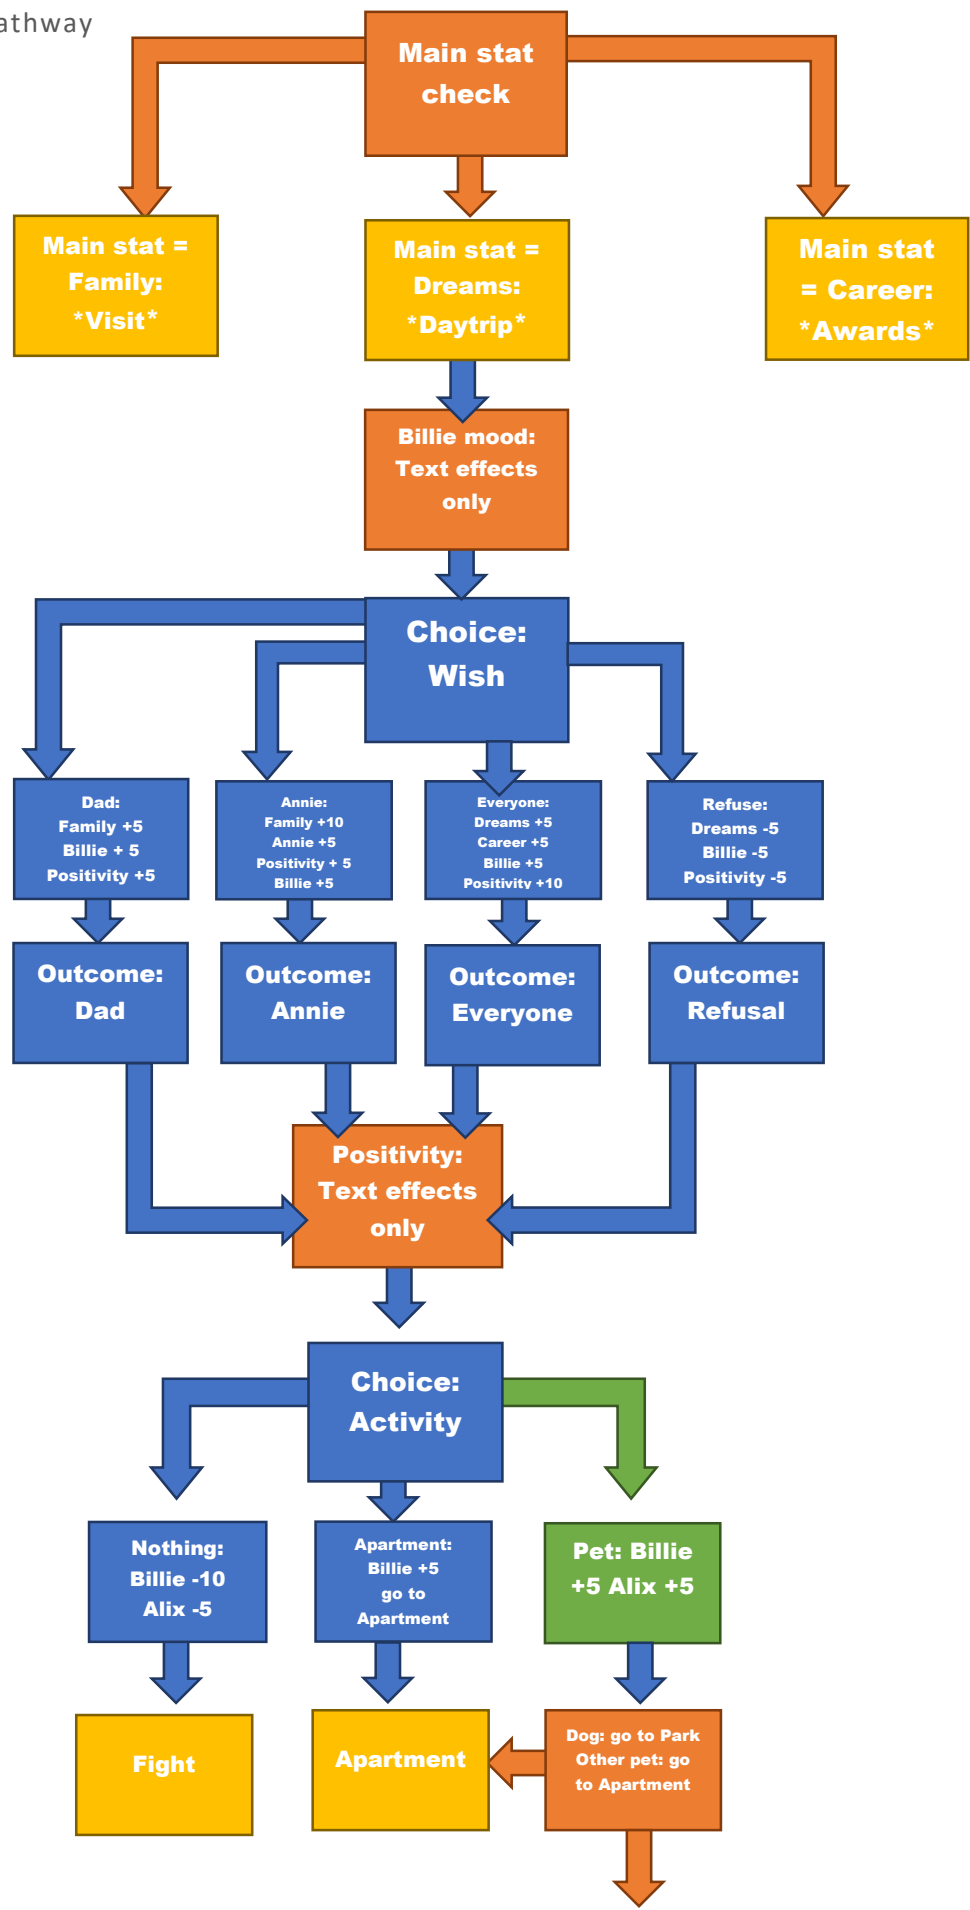 athway
Main stat
check
Main stat =
Family:
*Visit*
Main stat =
Dreams:
*Daytrip*
Main stat
= Career:
*Awards*
Billie mood:
Text effects
only
Choice:
Wish
Dad:
Family +5
Billie + 5
Positivity +5
Annie:
Family +10
Annie +5
Positivity + 5
Billie +5
Everyone:
Dreams +5
Career +5
Billie +5
Positivity +10
Refuse:
Dreams -5
Billie -5
Positivity -5
Outcome:
Dad
Outcome:
Annie
Outcome:
Everyone
Outcome:
Refusal
Positivity:
Text effects
only
Choice:
Activity
Nothing:
Billie -10
Alix -5
Apartment:
Billie +5
go to
Apartment
Pet: Billie
+5 Alix +5
Fight
Apartment
Dog: go to Park
Other pet: go
to Apartment